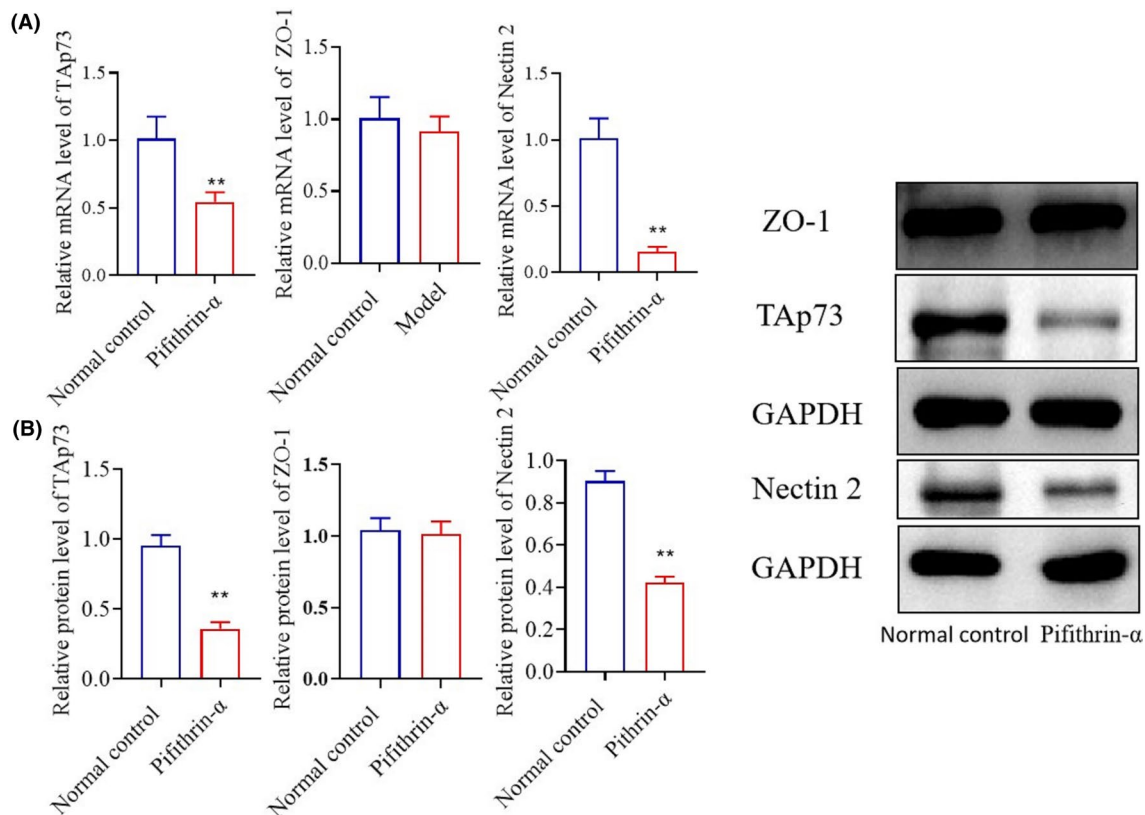 (A)
Relative mRNA level of TAp73
1.5
1.0
0.5
0.0
**
Normal control
Pifithrin-α
Relative mRNA level of ZO-1
1.5
1.0
0.5
0.0
Normal control
Model
Relative mRNA level of Nectin 2
1.5
1.0
0.5
0.0
**
Normal control
Pifithrin-α
(B)
Relative protein level of TAp73
1.5
1.0
0.5
0.0
**
Normal control
Pifithrin-α
Relative protein level of ZO-1
1.5
1.0
0.5
0.0
Normal control
Pifithrin-α
Relative protein level of Nectin 2
1.0
0.8
0.6
0.4
0.2
0.0
**
Normal control
Pithrin-α
ZO-1
TAp73
GAPDH
Nectin 2
GAPDH
Normal control Pifithrin-α